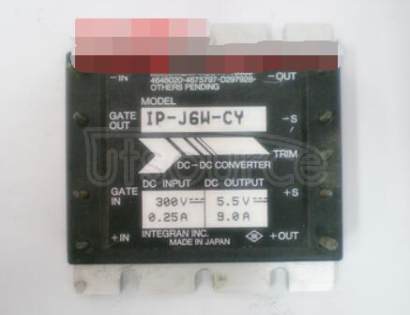 4648020-4675797-D297928-
OTHERS PENDING
-IN
-OUT
MODEL
GATE OUT
IP-J6W-CY
-S
TRIM
DC-DC CONVERTER
DC INPUT DC OUTPUT
GATE IN
300V 5.5V
+S
0.25A 9.0A
+IN
INTEGRAN INC.
MADE IN JAPAN
+OUT
UTSOURCE